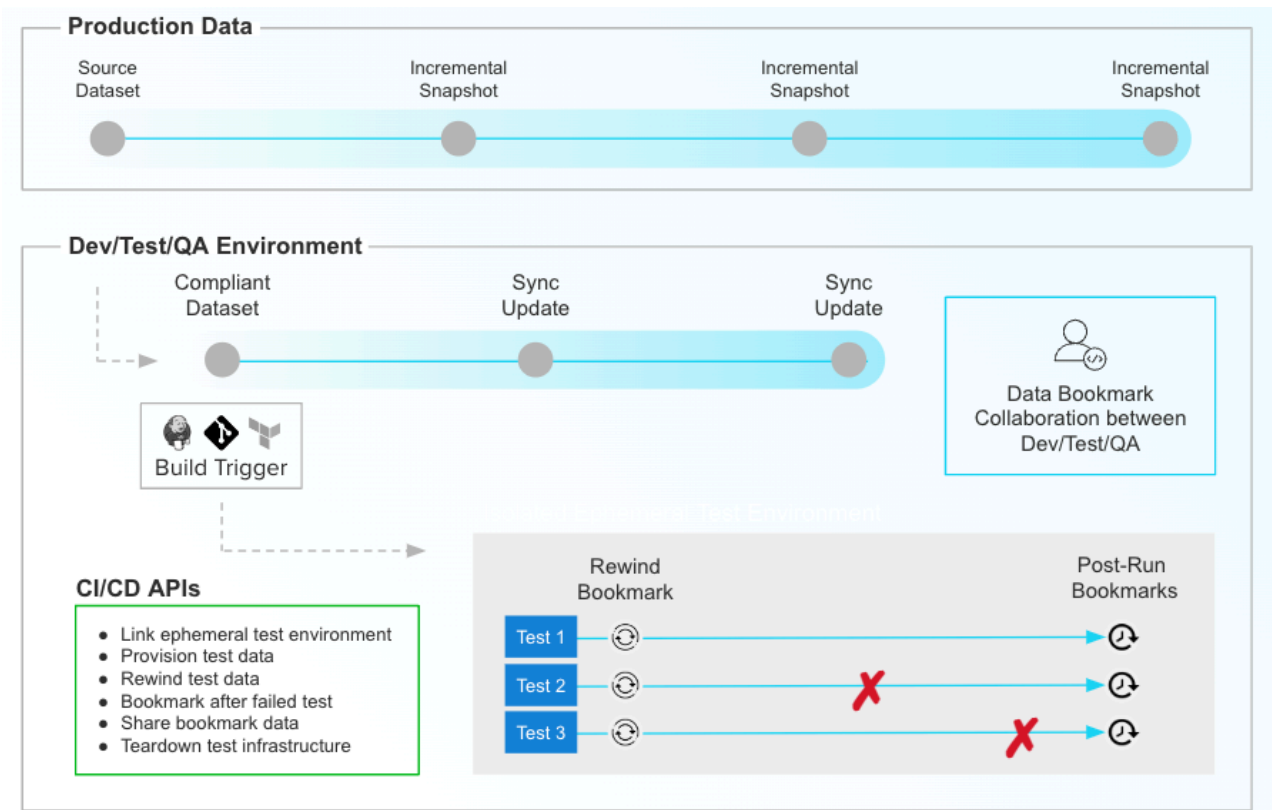 Production Data
Source
Dataset
Incremental
Snapshot
Incremental
Snapshot
Incremental
Snapshot
Dev/Test/QA Environment
Compliant
Dataset
Sync
Update
Sync
Update
Data Bookmark
Collaboration between
Dev/Test/QA
Build Trigger
Ephemeral Test Environment
CI/CD APIs
● Link ephemeral test environment
● Provision test data
● Rewind test data
● Bookmark after failed test
● Share bookmark data
● Teardown test infrastructure
Rewind
Bookmark
Post-Run
Bookmarks
Test 1
Test 2
Test 3